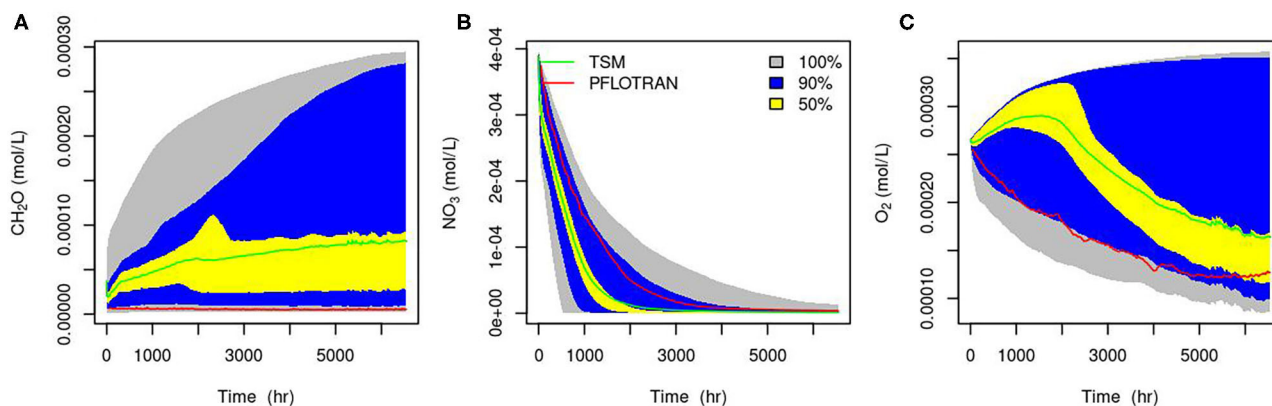 A
CH2O (mol/L)
0.00030
0.00020
0.00010
0.00000
0 1000 3000 5000
Time (hr)
B
NO3 (mol/L)
4e-04
3e-04
2e-04
1e-04
0e+00
TSM
PFLOTRAN
100%
90%
50%
0 1000 3000 5000
Time (hr)
C
O2 (mol/L)
0.00030
0.00020
0.00010
0 1000 3000 5000
Time (hr)